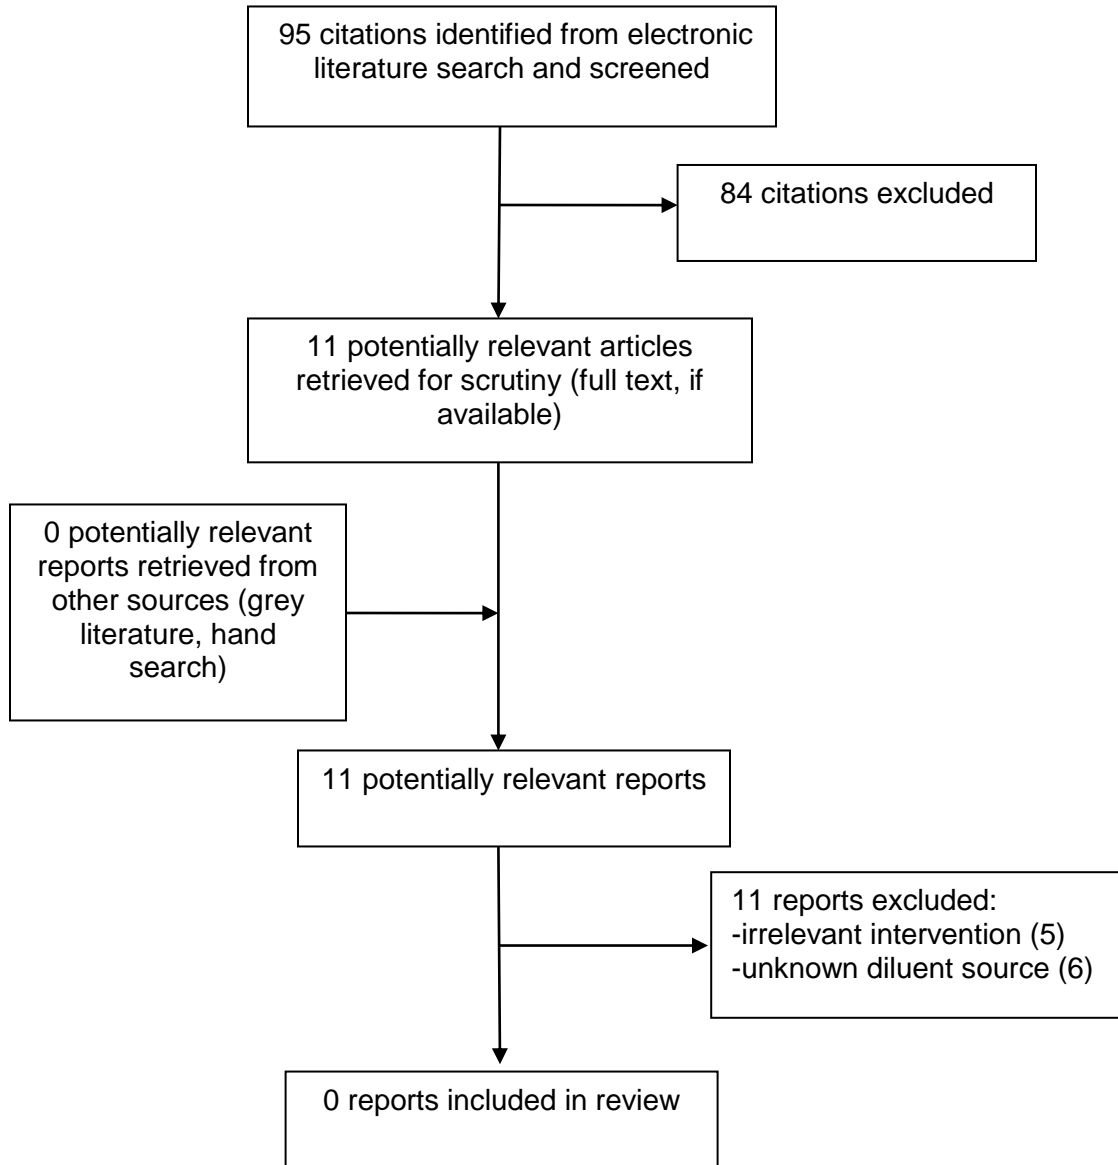 95 citations identified from electronic
literature search and screened
84 citations excluded
11 potentially relevant articles
retrieved for scrutiny (full text, if
available)
0 potentially relevant
reports retrieved from
other sources (grey
literature, hand
search)
11 potentially relevant reports
11 reports excluded:
-irrelevant intervention (5)
-unknown diluent source (6)
0 reports included in review